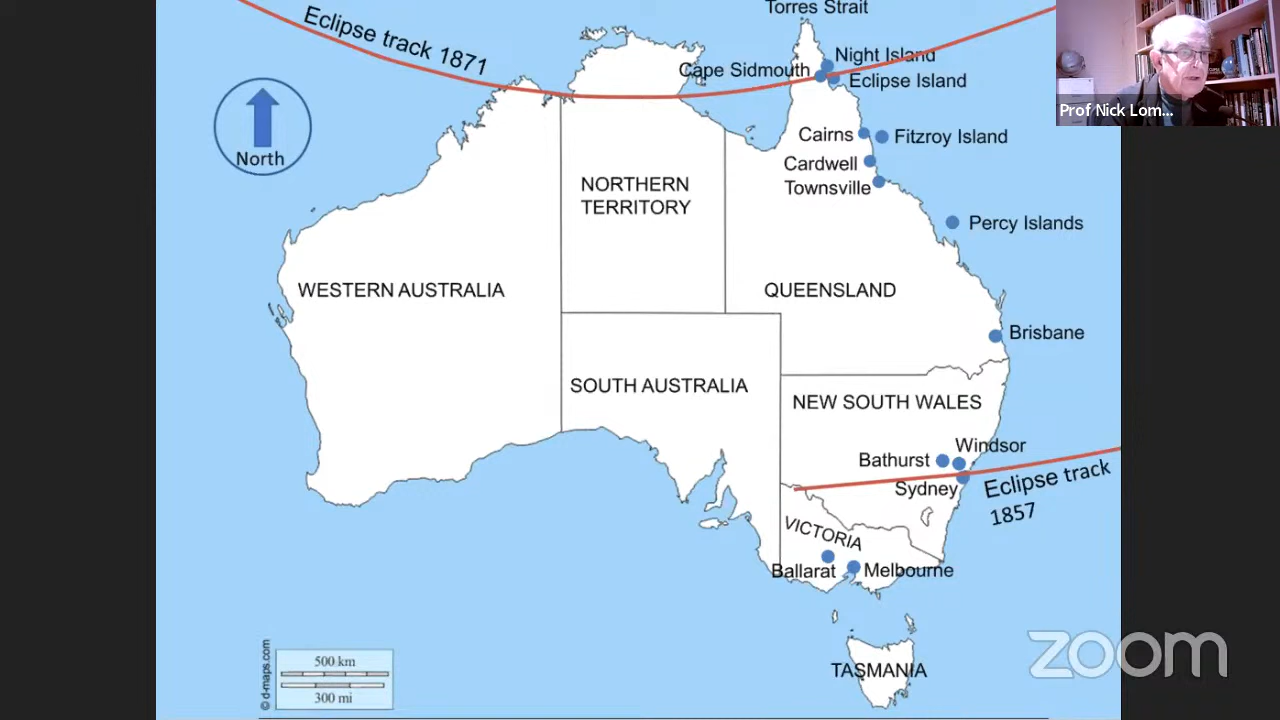 Torres Strait
Eclipse track 1871
Night Island
Cape Sidmouth
Eclipse Island
Prof Nick Lom...
North
Cairns
Fitzroy Island
Cardwell
Townsville
NORTHERN
TERRITORY
Percy Islands
WESTERN AUSTRALIA
QUEENSLAND
Brisbane
SOUTH AUSTRALIA
NEW SOUTH WALES
Windsor
Bathurst
Sydney
Eclipse track
1857
VICTORIA
Ballarat
Melbourne
TASMANIA
© d-maps.com
500 km
300 mi
zoom